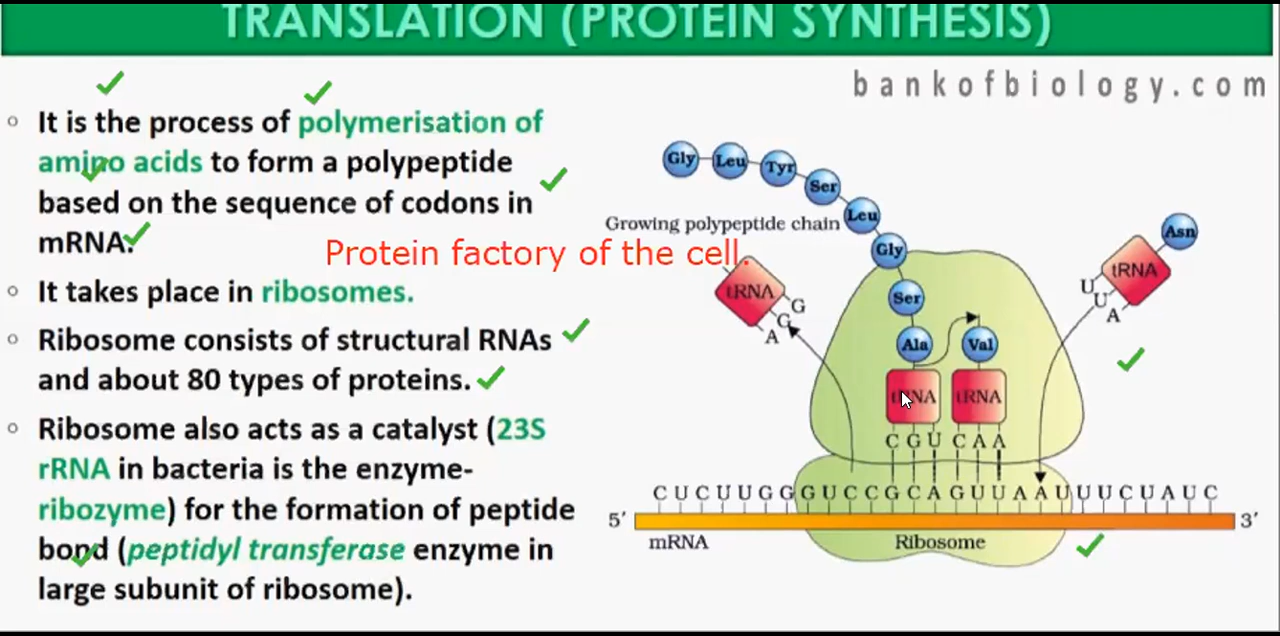 TRANSLATION (PROTEIN SYNTHESIS)
bankofbiology.com
It is the process of polymerisation of
amino acids to form a polypeptide
based on the sequence of codons in
mRNA.
Protein factory of the cell.
It takes place in ribosomes.
Ribosome consists of structural RNAs
and about 80 types of proteins.
Ribosome also acts as a catalyst (23S
rRNA in bacteria is the enzyme-
ribozyme) for the formation of peptide
bond (peptidyl transferase enzyme in
large subunit of ribosome).
Gly Leu Tyr Ser Leu Gly Ser Ala
Growing polypeptide chain
Val
Asn
tRNA
A G G
tRNA
U U A
tRNA tRNA
C G U C A A
C U C U U G G G U C C G C A G U U A A U U U C U A U C
5′ 3′
mRNA Ribosome